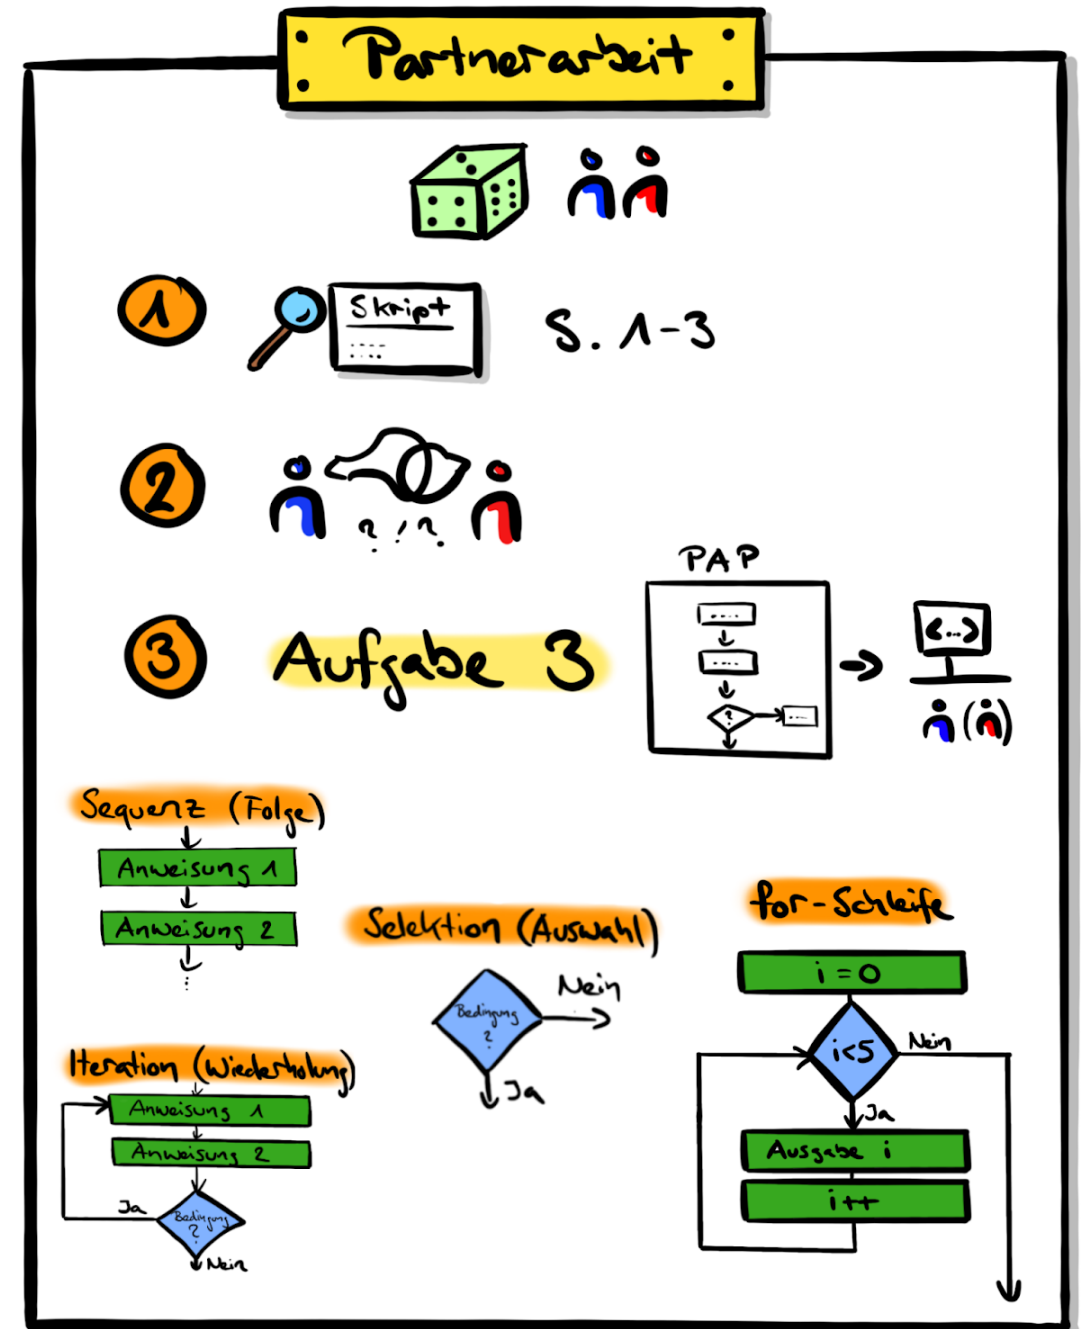 Partnerarbeit
1
Skript
S. 1-3
2
? ! ?
3
Aufgabe 3
PAP
?
<...>
Sequenz (Folge)
Anweisung 1
Anweisung 2
...
Selektion (Auswahl)
Bedingung
?
Nein
Ja
for-Schleife
i = 0
i<5
Nein
Ja
Ausgabe i
i++
Iteration (Wiederholung)
Anweisung 1
Anweisung 2
Ja
Bedingung
?
Nein